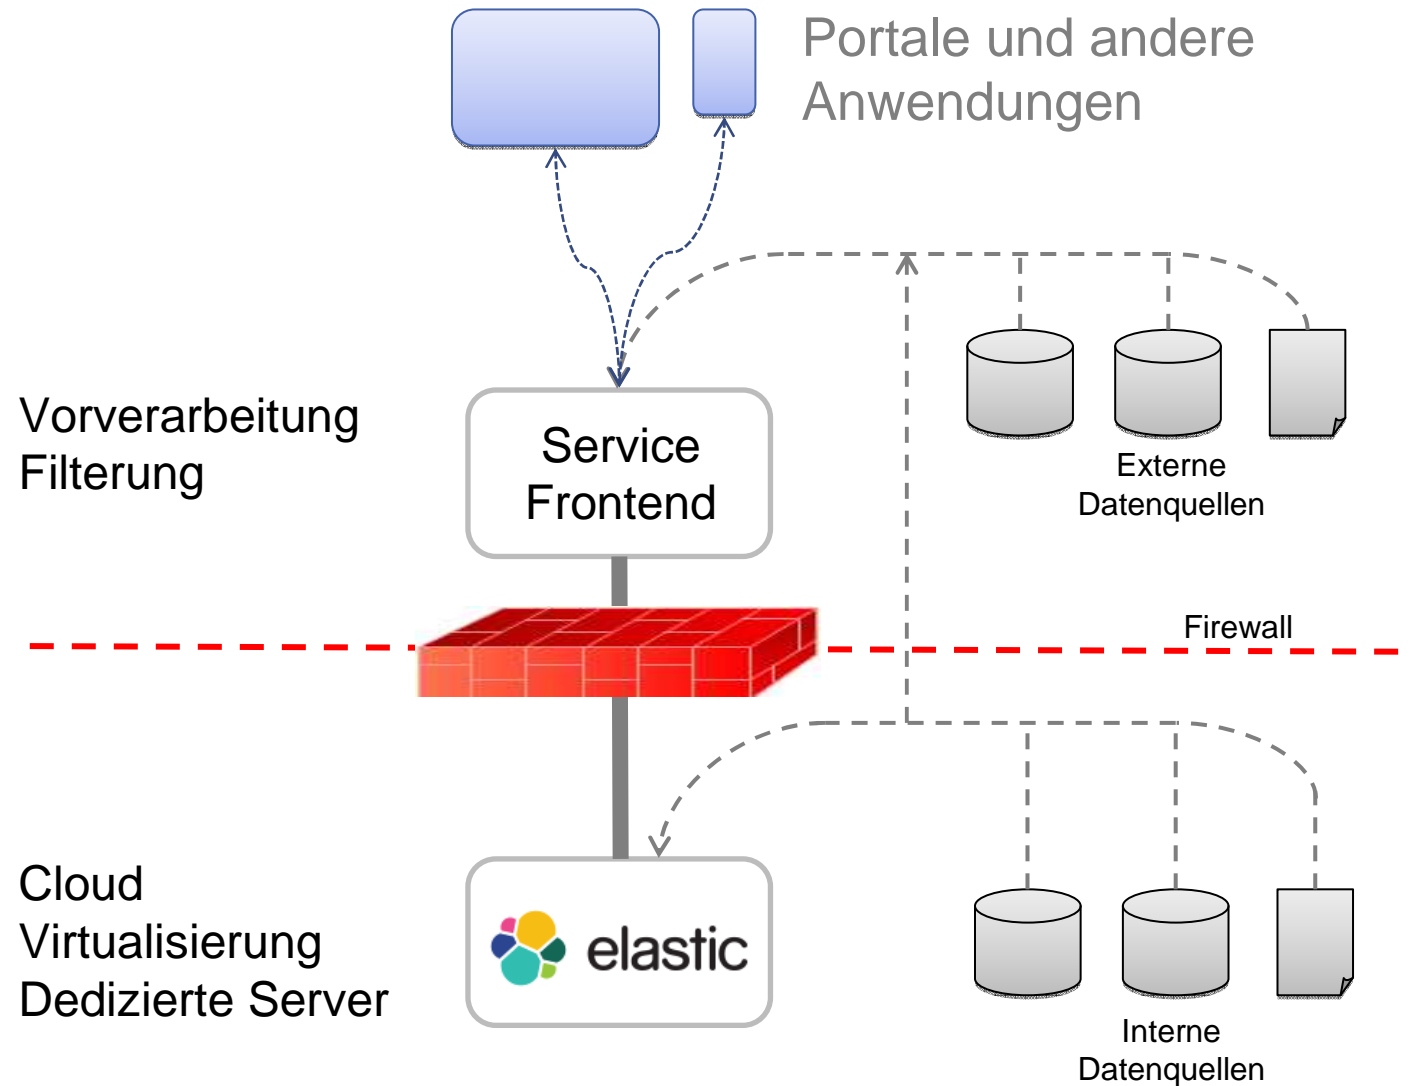 Portale und andere
Anwendungen
Vorverarbeitung
Filterung
Service
Frontend
Externe
Datenquellen
Firewall
Cloud
Virtualisierung
Dedizierte Server
elastic
Interne
Datenquellen